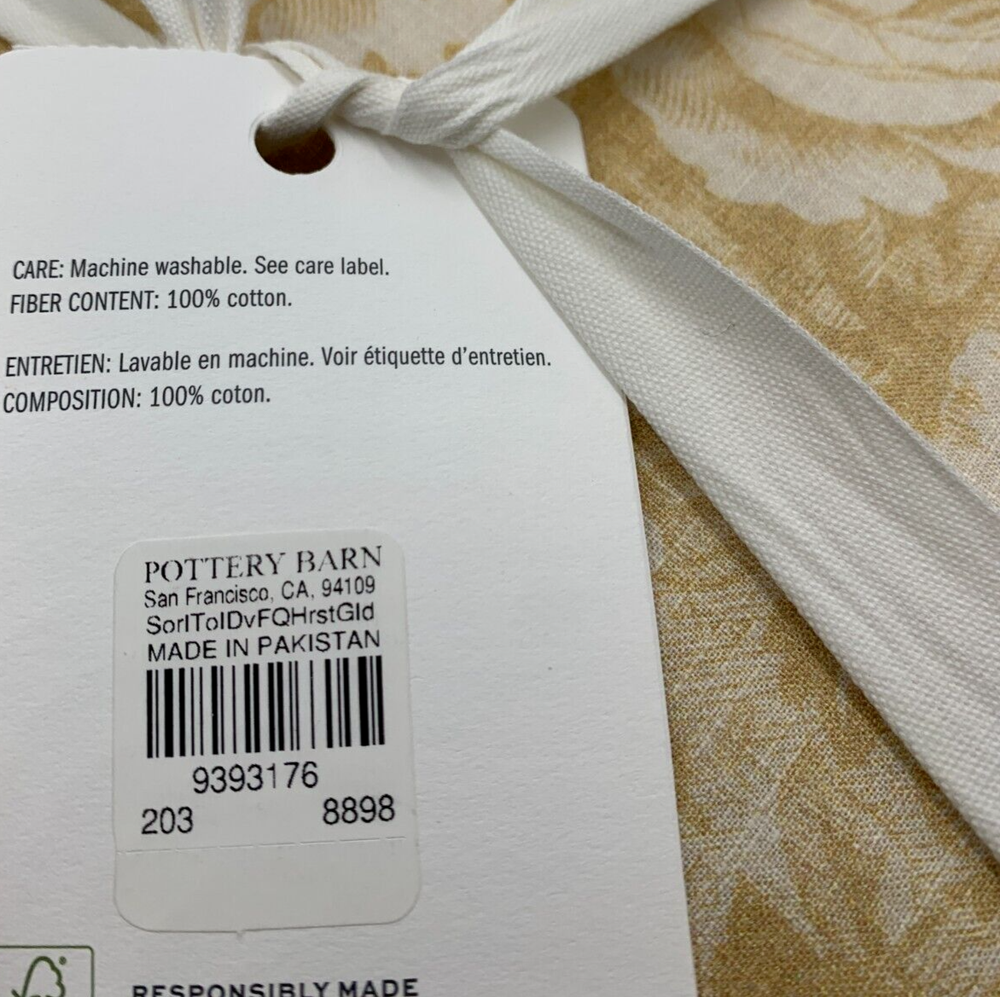 CARE: Machine washable. See care label.
FIBER CONTENT: 100% cotton.
ENTRETIEN: Lavable en machine. Voir étiquette d'entretien.
COMPOSITION: 100% coton.
POTTERY BARN
San Francisco, CA, 94109
SorlTolDvFQHrstGld
MADE IN PAKISTAN
9393176
203 8898
RESPONSIBLY MADE